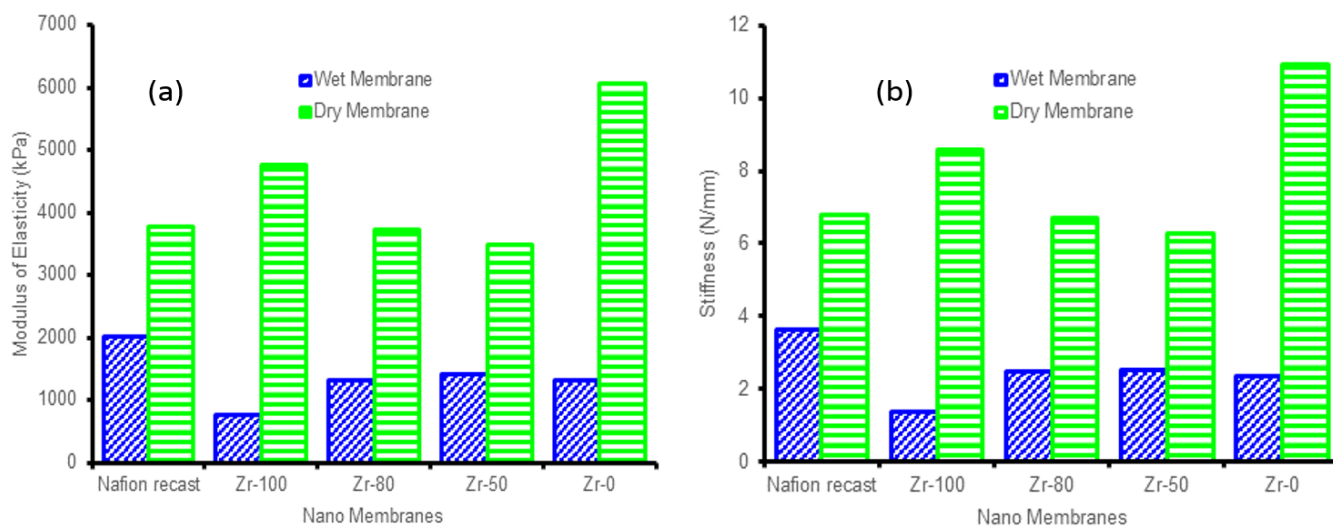 7000
6000
5000
4000
3000
2000
1000
0
Modulus of Elasticity (kPa)
(a)
Wet Membrane
Dry Membrane
Nafion recast Zr-100 Zr-80 Zr-50 Zr-0
Nano Membranes
12
10
8
6
4
2
0
Stiffness (N/mm)
(b)
Wet Membrane
Dry Membrane
Nafion recast Zr-100 Zr-80 Zr-50 Zr-0
Nano Membranes